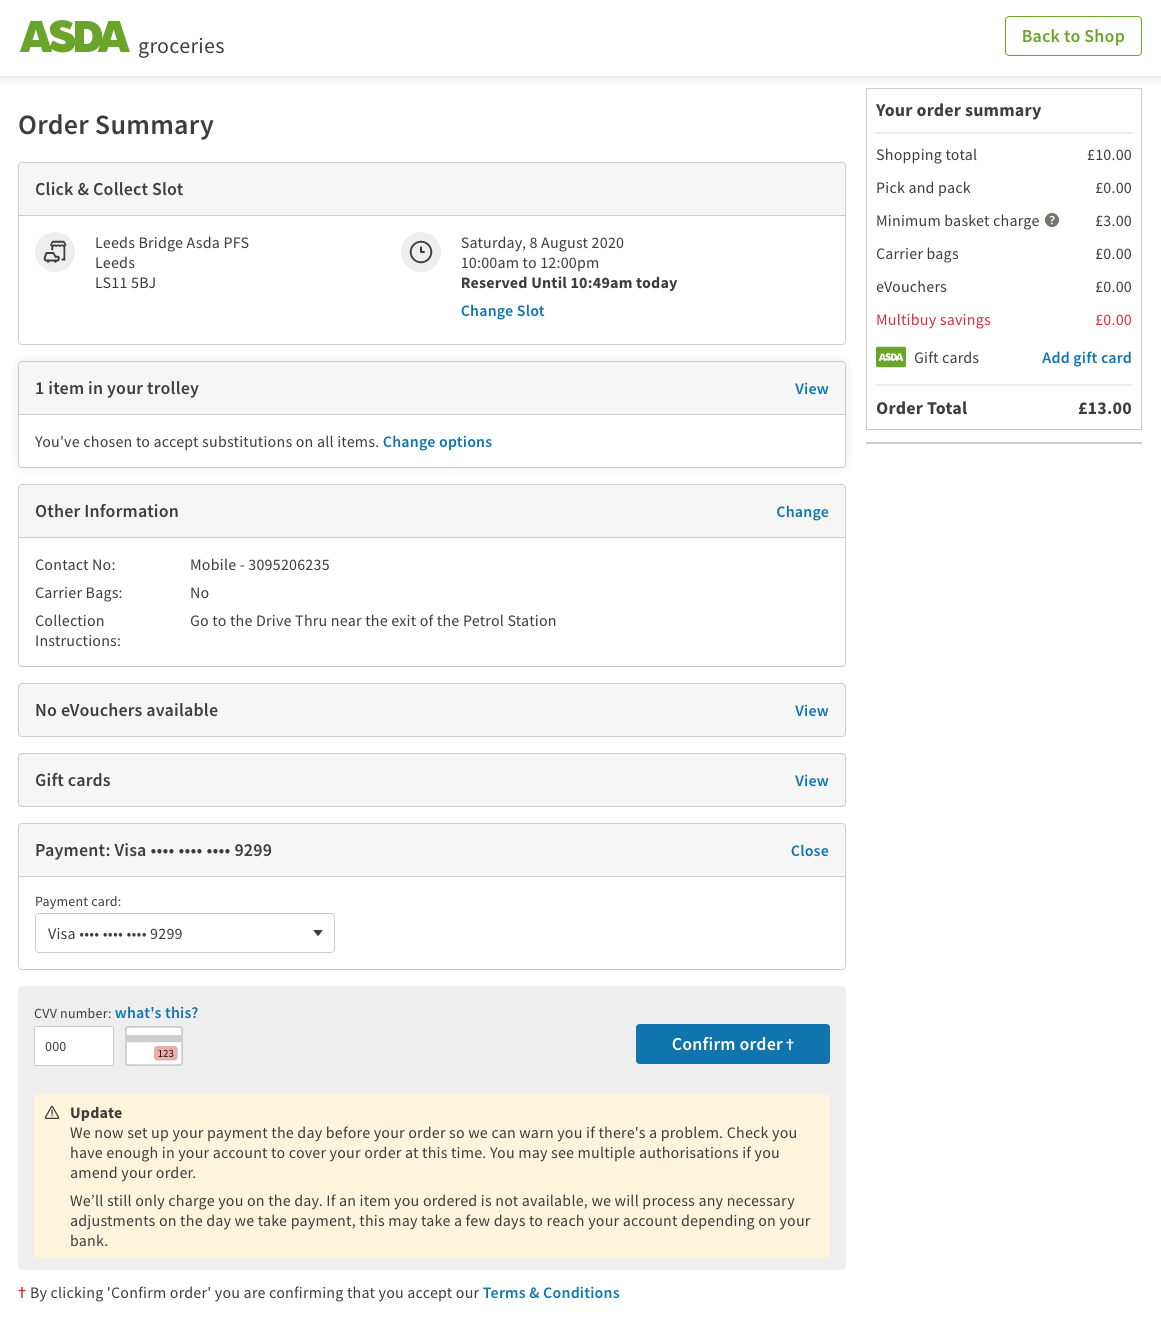 ASDA groceries
Back to Shop
Order Summary
Click & Collect Slot
Leeds Bridge Asda PFS
Leeds
LS11 5BJ
Saturday, 8 August 2020
10:00am to 12:00pm
Reserved Until 10:49am today
Change Slot
1 item in your trolley View
You've chosen to accept substitutions on all items. Change options
Other Information Change
Contact No: Mobile - 3095206235
Carrier Bags: No
Collection Go to the Drive Thru near the exit of the Petrol Station
Instructions:
No eVouchers available View
Gift cards View
Payment: Visa •••• •••• •••• 9299 Close
Payment card:
Visa •••• •••• •••• 9299
CVV number: what's this?
000
123
Confirm order †
Update
We now set up your payment the day before your order so we can warn you if there's a problem. Check you
have enough in your account to cover your order at this time. You may see multiple authorisations if you
amend your order.
We’ll still only charge you on the day. If an item you ordered is not available, we will process any necessary
adjustments on the day we take payment, this may take a few days to reach your account depending on your
bank.
† By clicking 'Confirm order' you are confirming that you accept our Terms & Conditions
Your order summary
Shopping total £10.00
Pick and pack £0.00
Minimum basket charge ? £3.00
Carrier bags £0.00
eVouchers £0.00
Multibuy savings £0.00
ASDA Gift cards Add gift card
Order Total £13.00